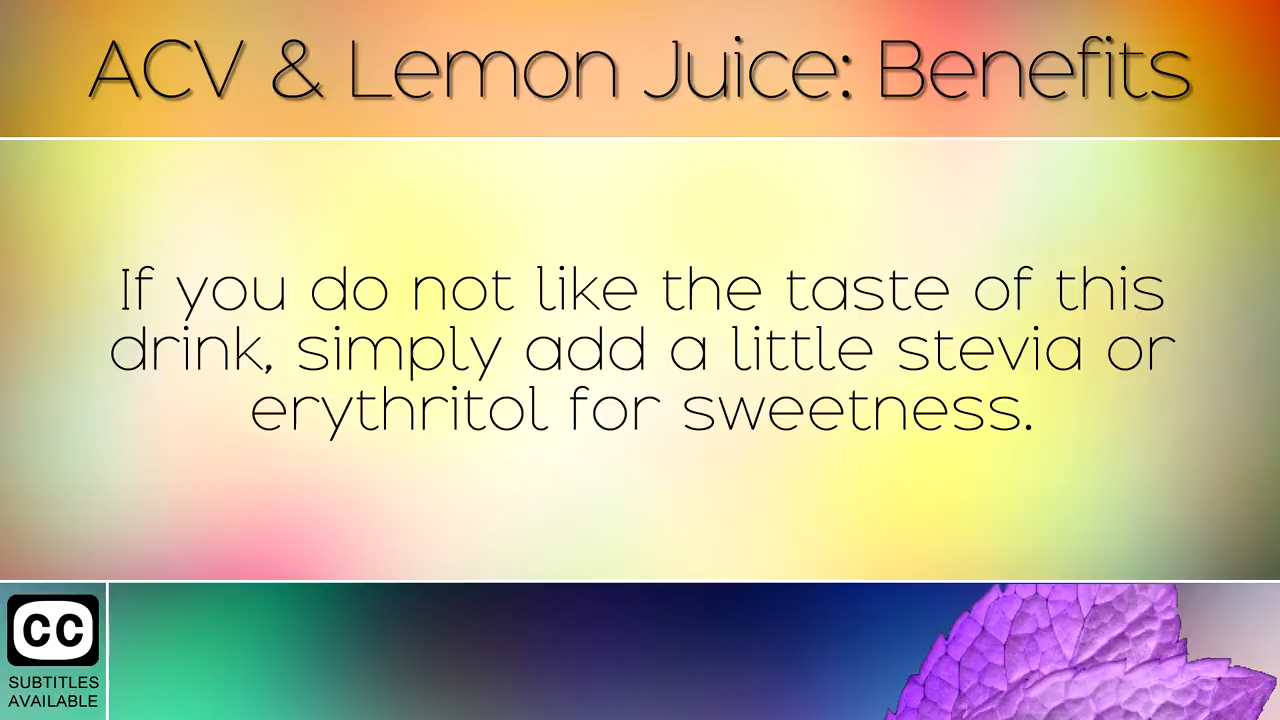 ACV & Lemon Juice: Benefits
If you do not like the taste of this
drink, simply add a little stevia or
erythritol for sweetness.
CC
SUBTITLES
AVAILABLE